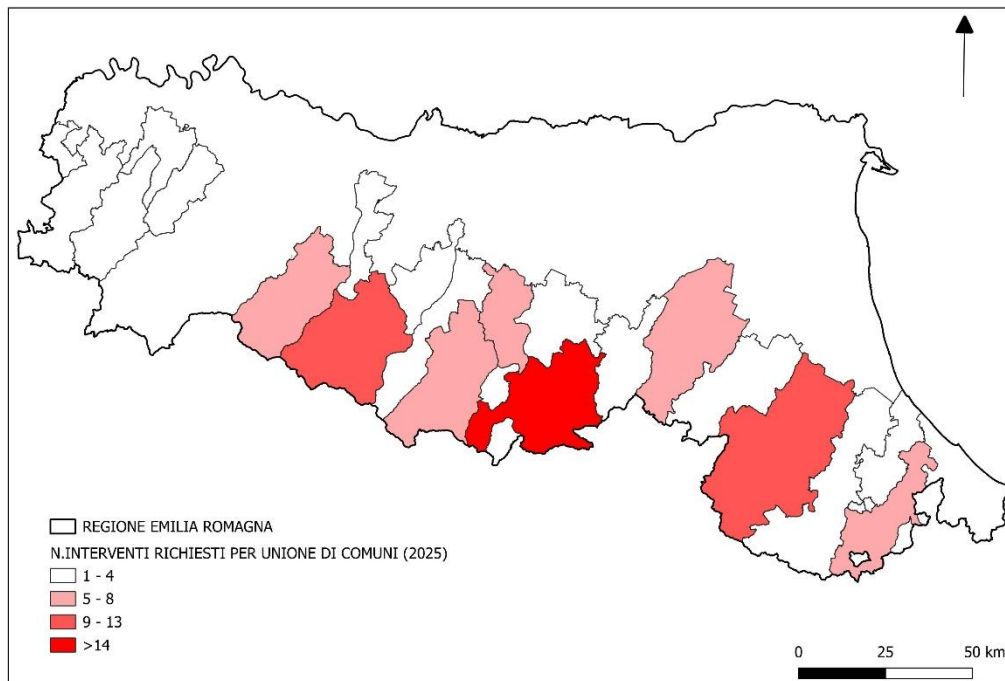 REGIONE EMILIA ROMAGNA
N.INTERVENTI RICHIESTI PER UNIONE DI COMUNI (2025)
1 - 4
5 - 8
9 - 13
>14
0 25 50 km